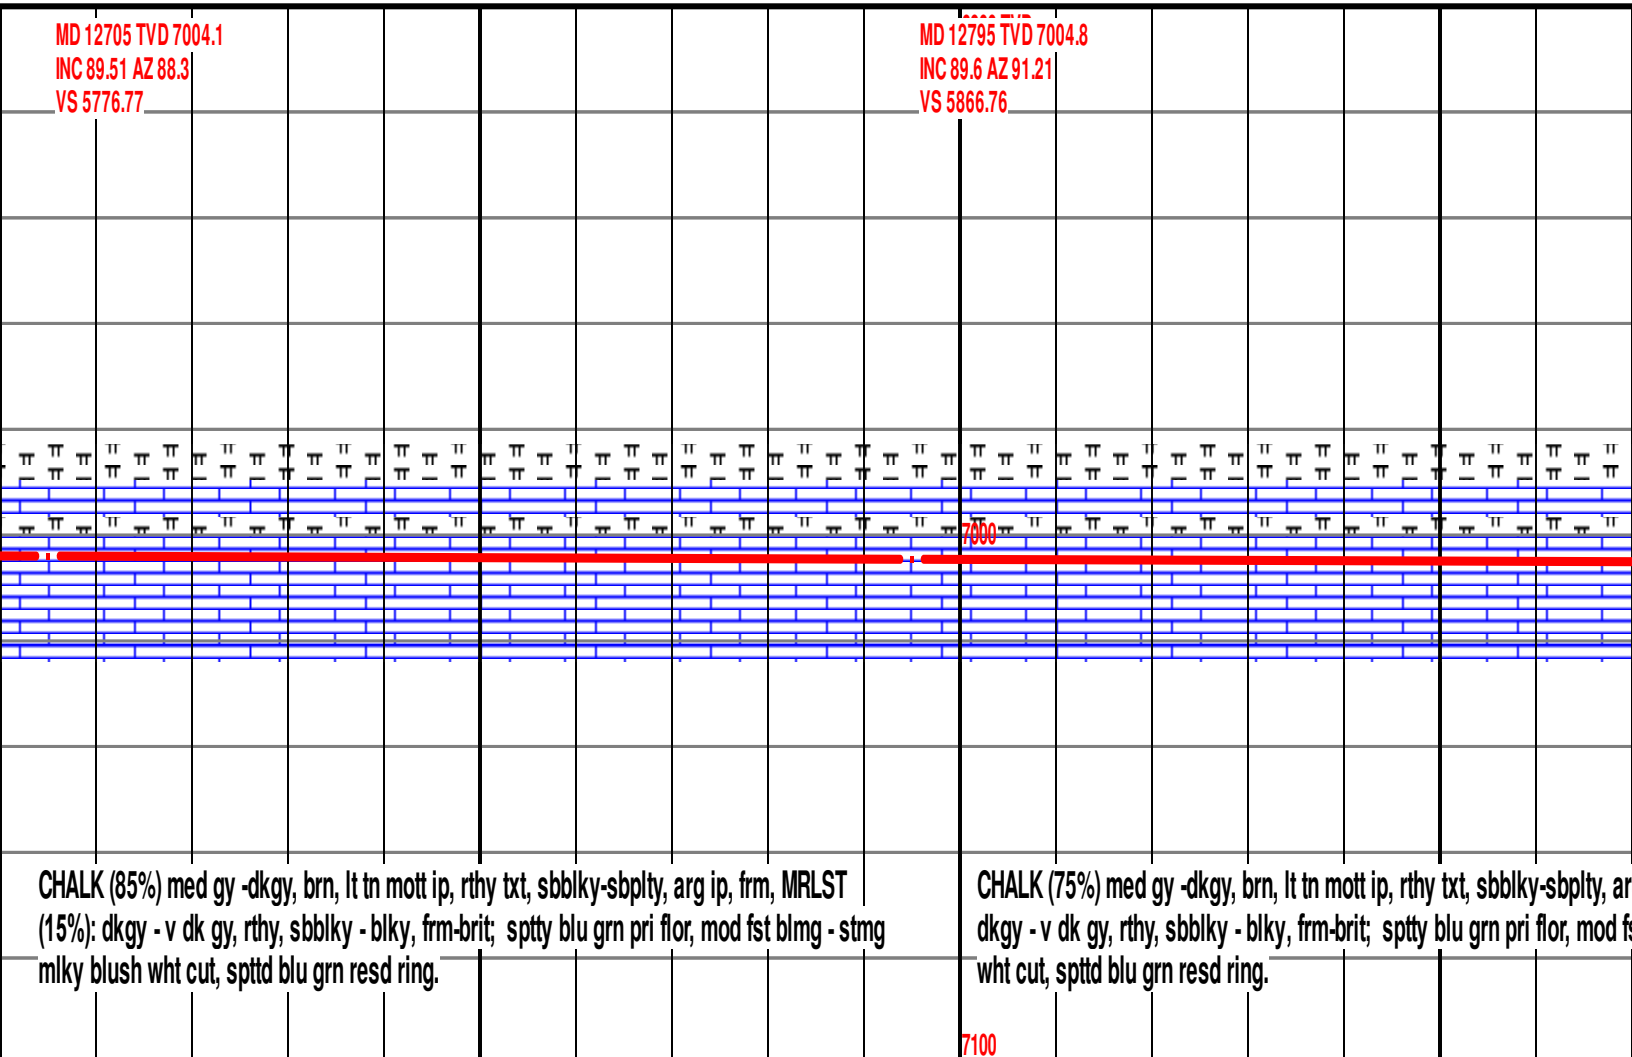 MD 12705 TVD 7004.1
INC 89.51 AZ 88.3
VS 5776.77
MD 12795 TVD 7004.8
INC 89.6 AZ 91.21
VS 5866.76
7000
CHALK (85%) med gy -dkgy, brn, lt tn mott ip, rthy txt, sbblky-sbplty, arg ip, frm, MRLST
(15%): dkgy - v dk gy, rthy, sbblky - blky, frm-brit;  sptty blu grn pri flor, mod fst blmg - stmg
mlky blush wht cut, spttd blu grn resd ring.
CHALK (75%) med gy -dkgy, brn, lt tn mott ip, rthy txt, sbblky-sbplty, ar
dkgy - v dk gy, rthy, sbblky - blky, frm-brit;  sptty blu grn pri flor, mod fs
wht cut, spttd blu grn resd ring.
7100